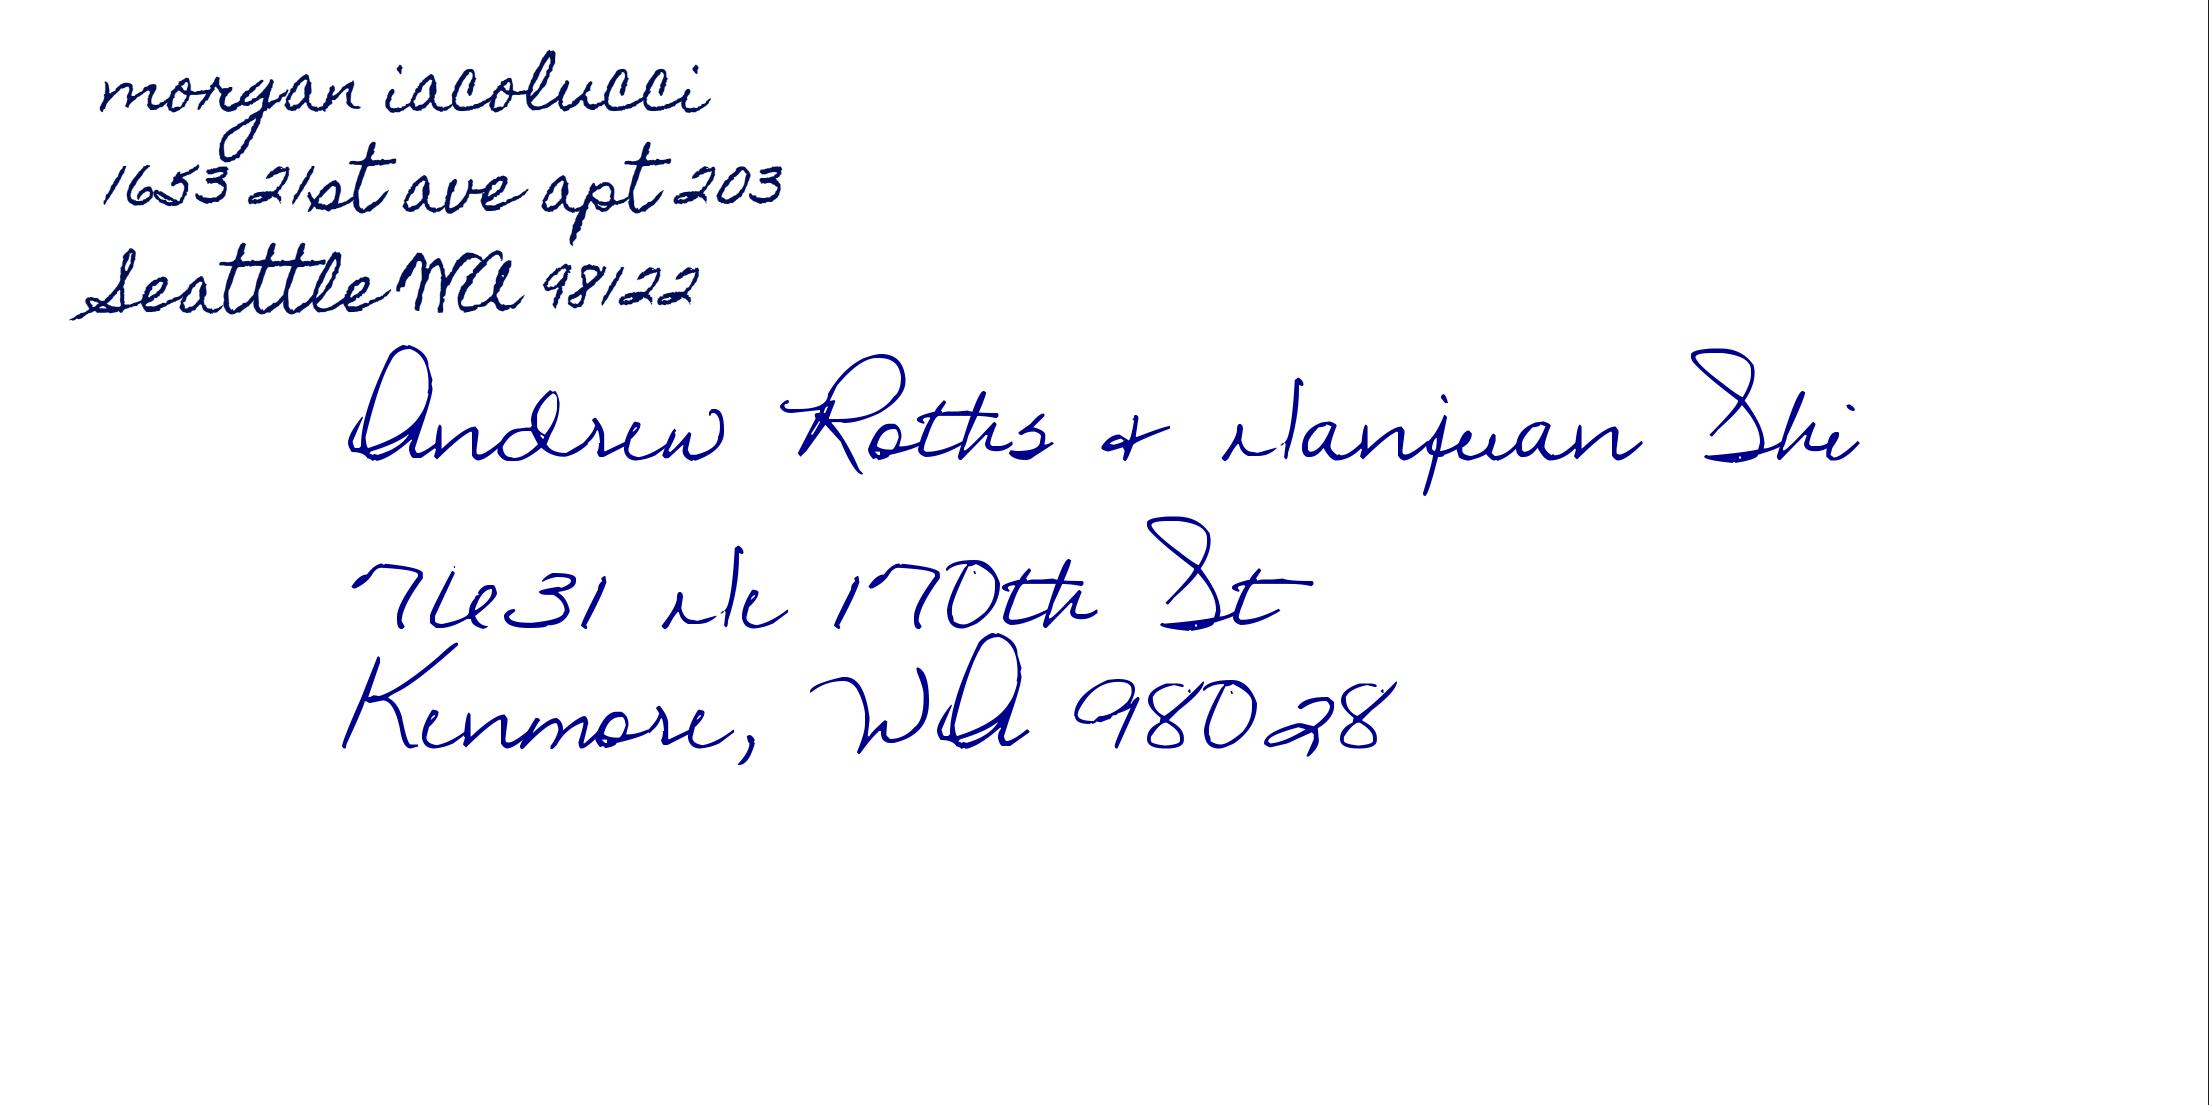 morgan iacolucci
1653 21st ave apt 203
Seatttle WA 98122
Andrew Roths & Nanjuan Shi
7631 Ne 170th St
Kenmore, WA 98028